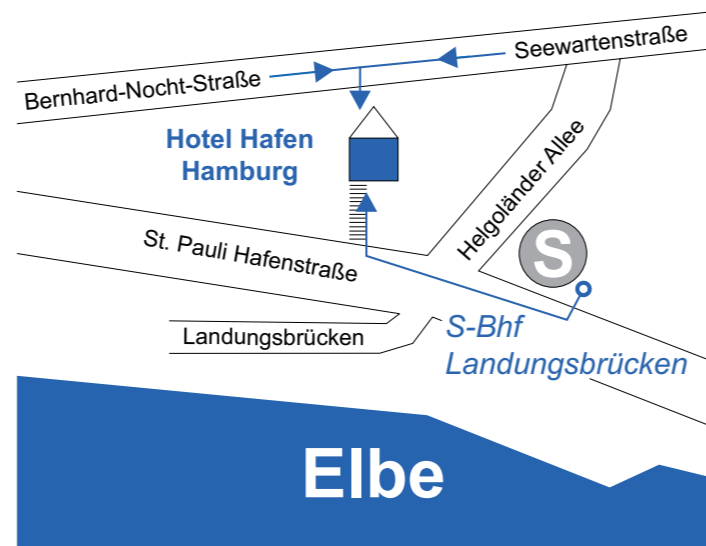 Seewartenstraße
Bernhard-Nocht-Straße
Hotel Hafen
Hamburg
Helgoländer Allee
St. Pauli Hafenstraße
S
S-Bhf
Landungsbrücken
Landungsbrücken
Elbe